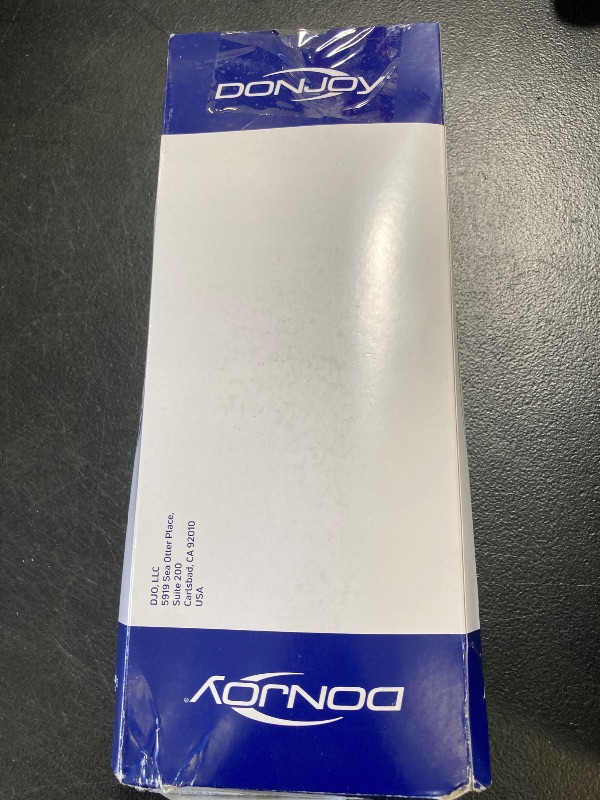 DONJOY
DJO, LLC
5919 Sea Otter Place,
Suite 200
Carlsbad, CA 92010
USA
DONJOY®